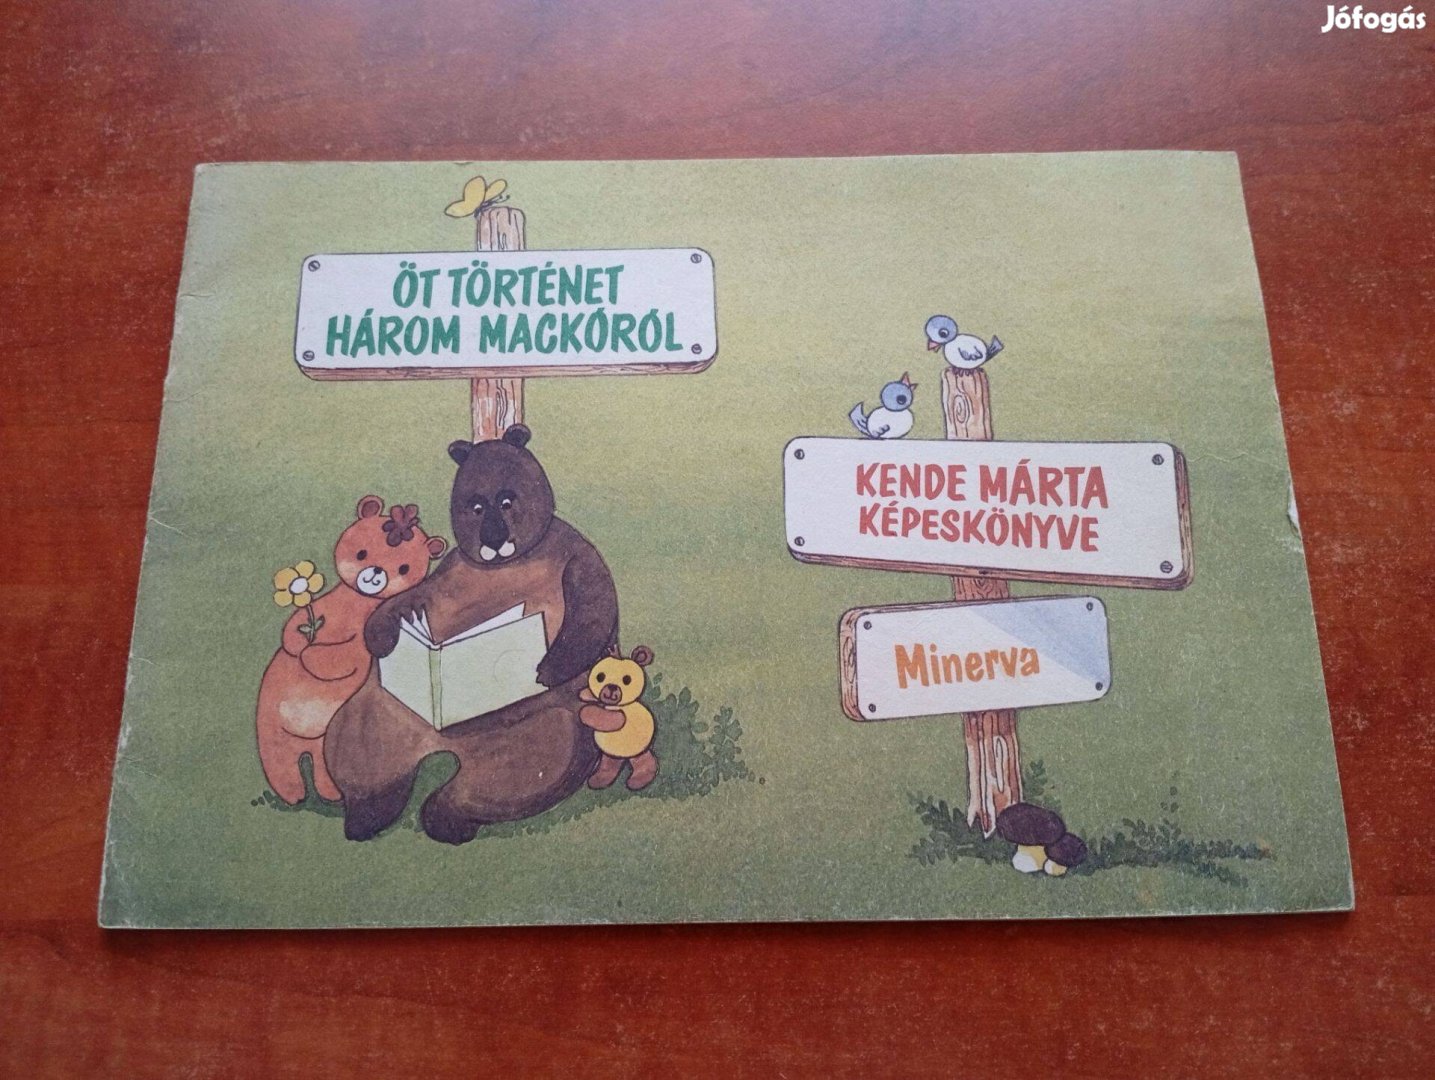 Jófogás
ÖT TÖRTÉNET
HÁROM MACKÓRÓL
KENDE MÁRTA
KÉPESKÖNYVE
Minerva